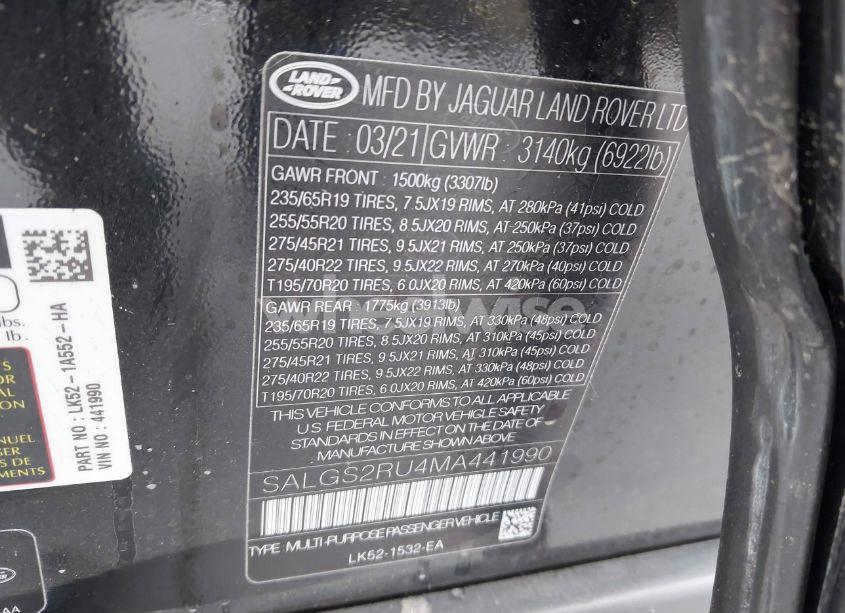 LAND ROVER
MFD BY JAGUAR LAND ROVER LTD
DATE: 03/21 GVWR : 3140kg (6922lb)
GAWR FRONT : 1500kg (3307lb)
235/65R19 TIRES, 7.5JX19 RIMS, AT 280kPa (41psi) COLD
255/55R20 TIRES, 8.5JX20 RIMS, AT 250kPa (37psi) COLD
275/45R21 TIRES, 9.5JX21 RIMS, AT 250kPa (37psi) COLD
275/40R22 TIRES, 9.5JX22 RIMS, AT 270kPa (40psi) COLD
T195/70R20 TIRES, 6.0JX20 RIMS, AT 420kPa (60psi) COLD
GAWR REAR : 1775kg (3913lb)
235/65R19 TIRES, 7.5JX19 RIMS, AT 330kPa (48psi) COLD
255/55R20 TIRES, 8.5JX20 RIMS, AT 310kPa (45psi) COLD
275/45R21 TIRES, 9.5JX21 RIMS, AT 310kPa (45psi) COLD
275/40R22 TIRES, 9.5JX22 RIMS, AT 330kPa (48psi) COLD
T195/70R20 TIRES, 6.0JX20 RIMS, AT 420kPa (60psi) COLD
THIS VEHICLE CONFORMS TO ALL APPLICABLE
U.S. FEDERAL MOTOR VEHICLE SAFETY
STANDARDS IN EFFECT ON THE DATE OF
MANUFACTURE SHOWN ABOVE
SALGS2RU4MA441990
TYPE: MULTI-PURPOSE PASSENGER VEHICLE
LK52-1532-EA
PART NO : LK52-1A552-HA
VIN NO : 441990
lbs.
lb.